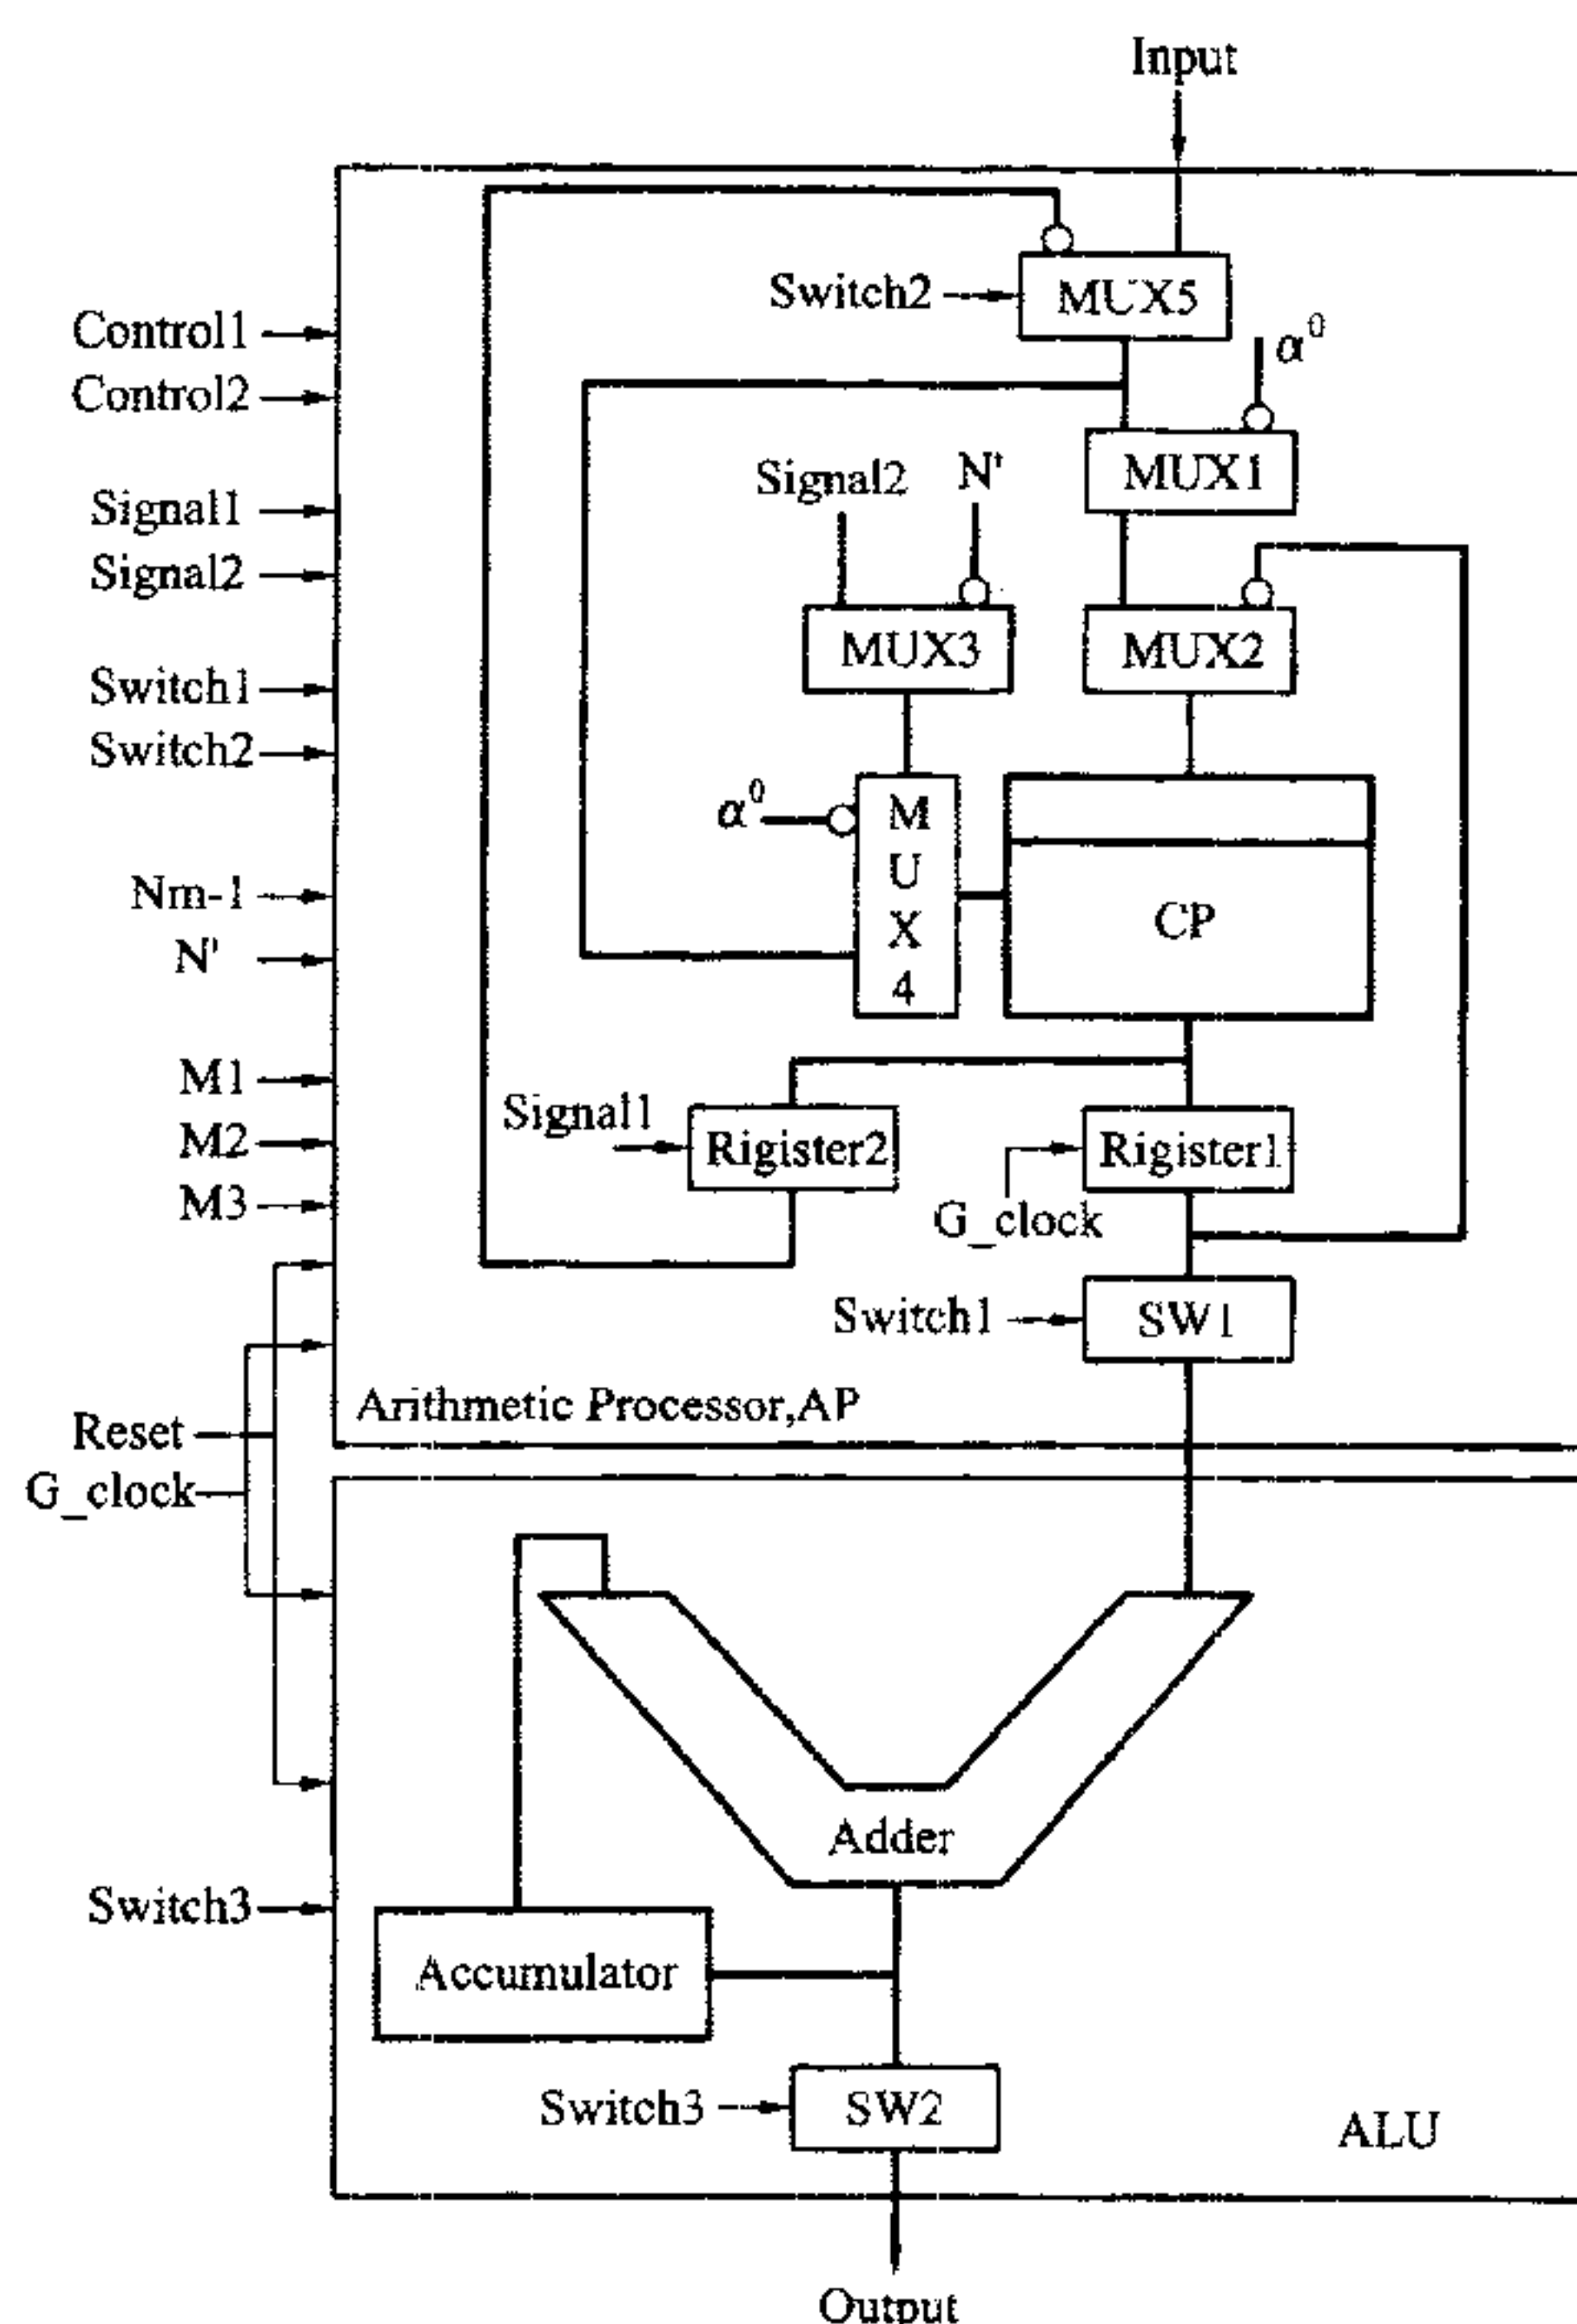 Input
Switch2
MUX5
Control1
Control2
α⁰
MUX1
Signal1
Signal2
Signal2
N'
MUX3
MUX2
Switch1
Switch2
α⁰
M
U
X
4
CP
Nm-1
N'
M1
M2
M3
Signal1
Rigister2
Rigister1
G_clock
Switch1
SW1
Arithmetic Processor,AP
Reset
G_clock
Adder
Switch3
Accumulator
Switch3
SW2
ALU
Output